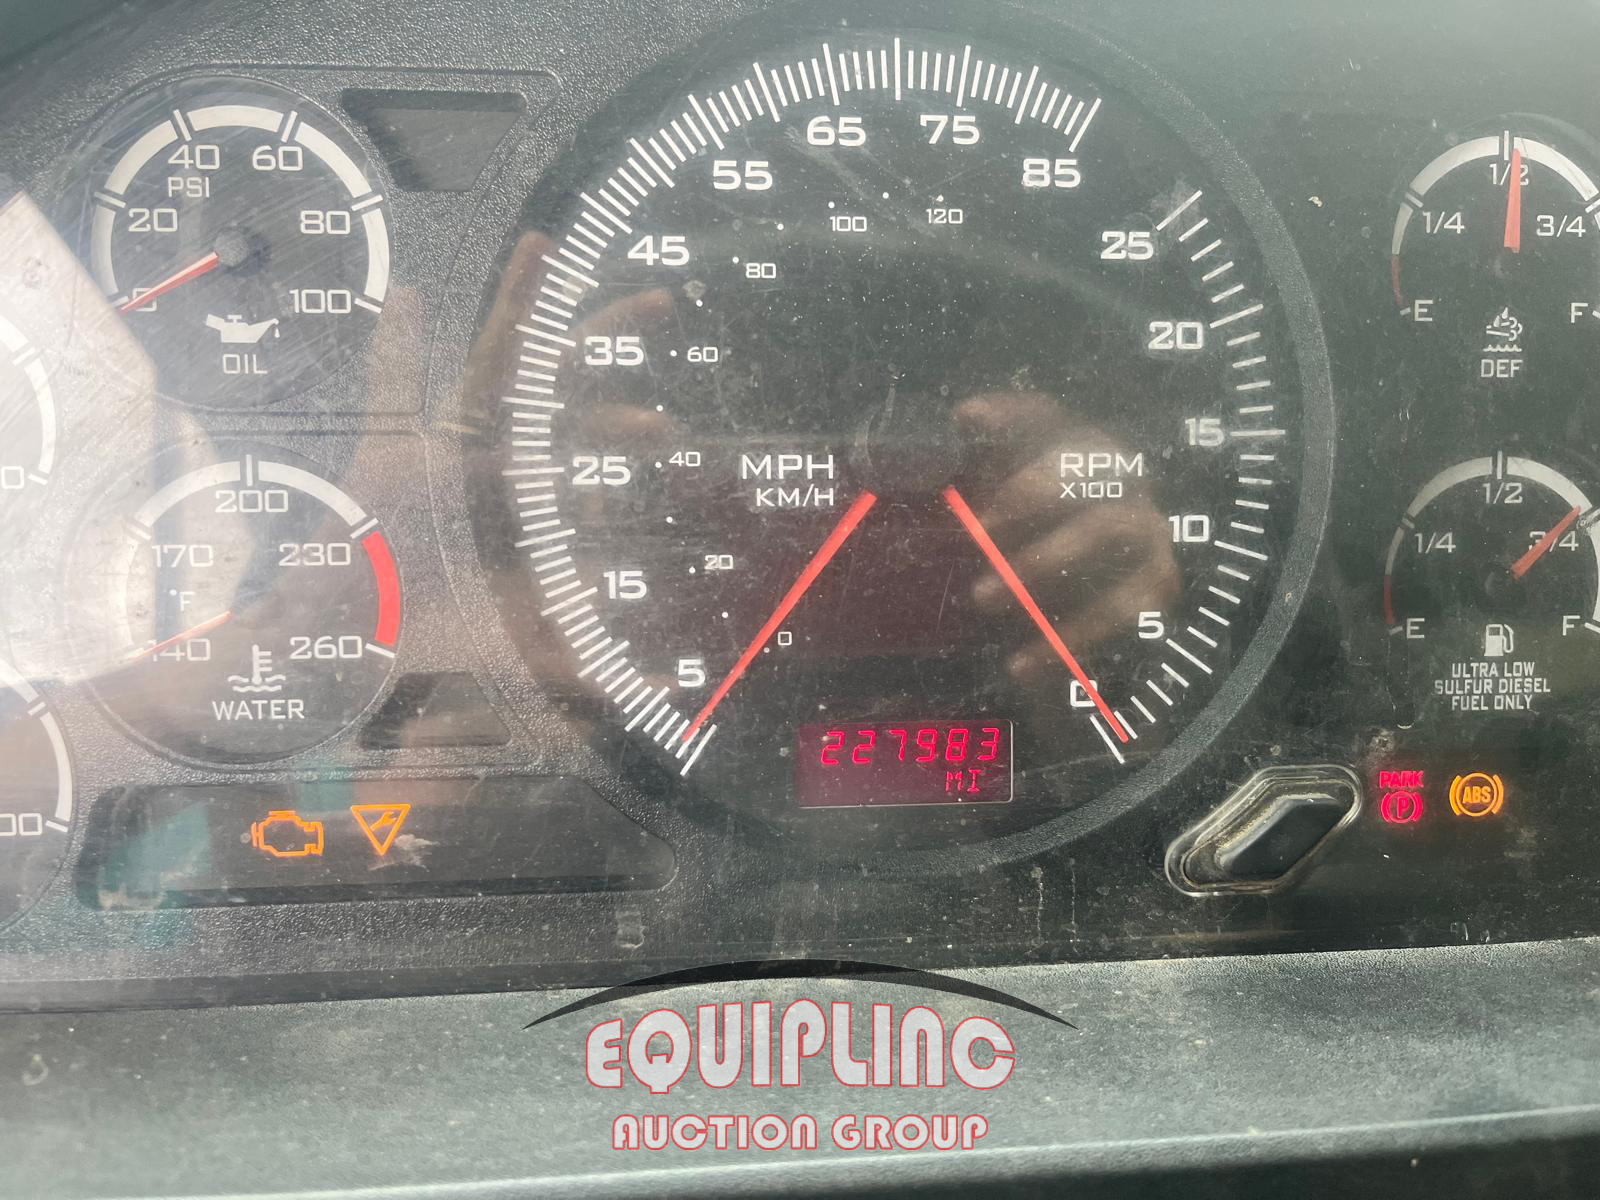 40 60
PSI
20 80
0 100
OIL
200
170 230
°F
140 260
WATER
65 75
55 85
45 25
35 20
25 15
15 10
5 5
0
100 120
80
60
40
20
0
MPH
KM/H
RPM
X100
227983
MI
1/2
1/4 3/4
E F
DEF
1/2
1/4 3/4
E F
ULTRA LOW
SULFUR DIESEL
FUEL ONLY
PARK
P
ABS
EQUIPLINC
AUCTION GROUP